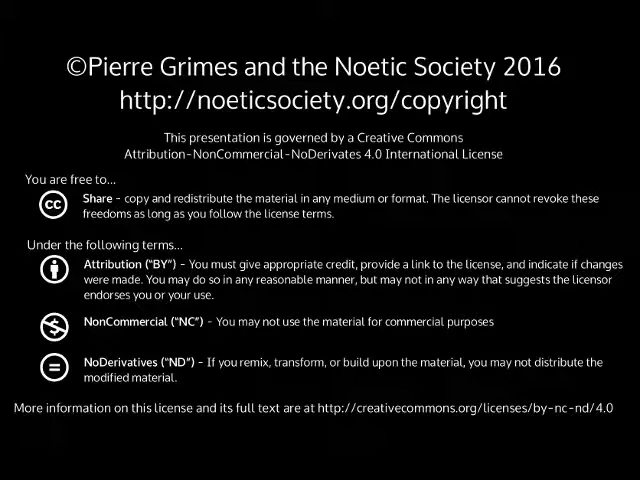 ©Pierre Grimes and the Noetic Society 2016
http://noeticsociety.org/copyright
This presentation is governed by a Creative Commons
Attribution-NonCommercial-NoDerivates 4.0 International License
You are free to...
cc
Share - copy and redistribute the material in any medium or format. The licensor cannot revoke these
freedoms as long as you follow the license terms.
Under the following terms...
Attribution ("BY") - You must give appropriate credit, provide a link to the license, and indicate if changes
were made. You may do so in any reasonable manner, but may not in any way that suggests the licensor
endorses you or your use.
NonCommercial ("NC") - You may not use the material for commercial purposes
NoDerivatives ("ND") - If you remix, transform, or build upon the material, you may not distribute the
modified material.
More information on this license and its full text are at http://creativecommons.org/licenses/by-nc-nd/4.0